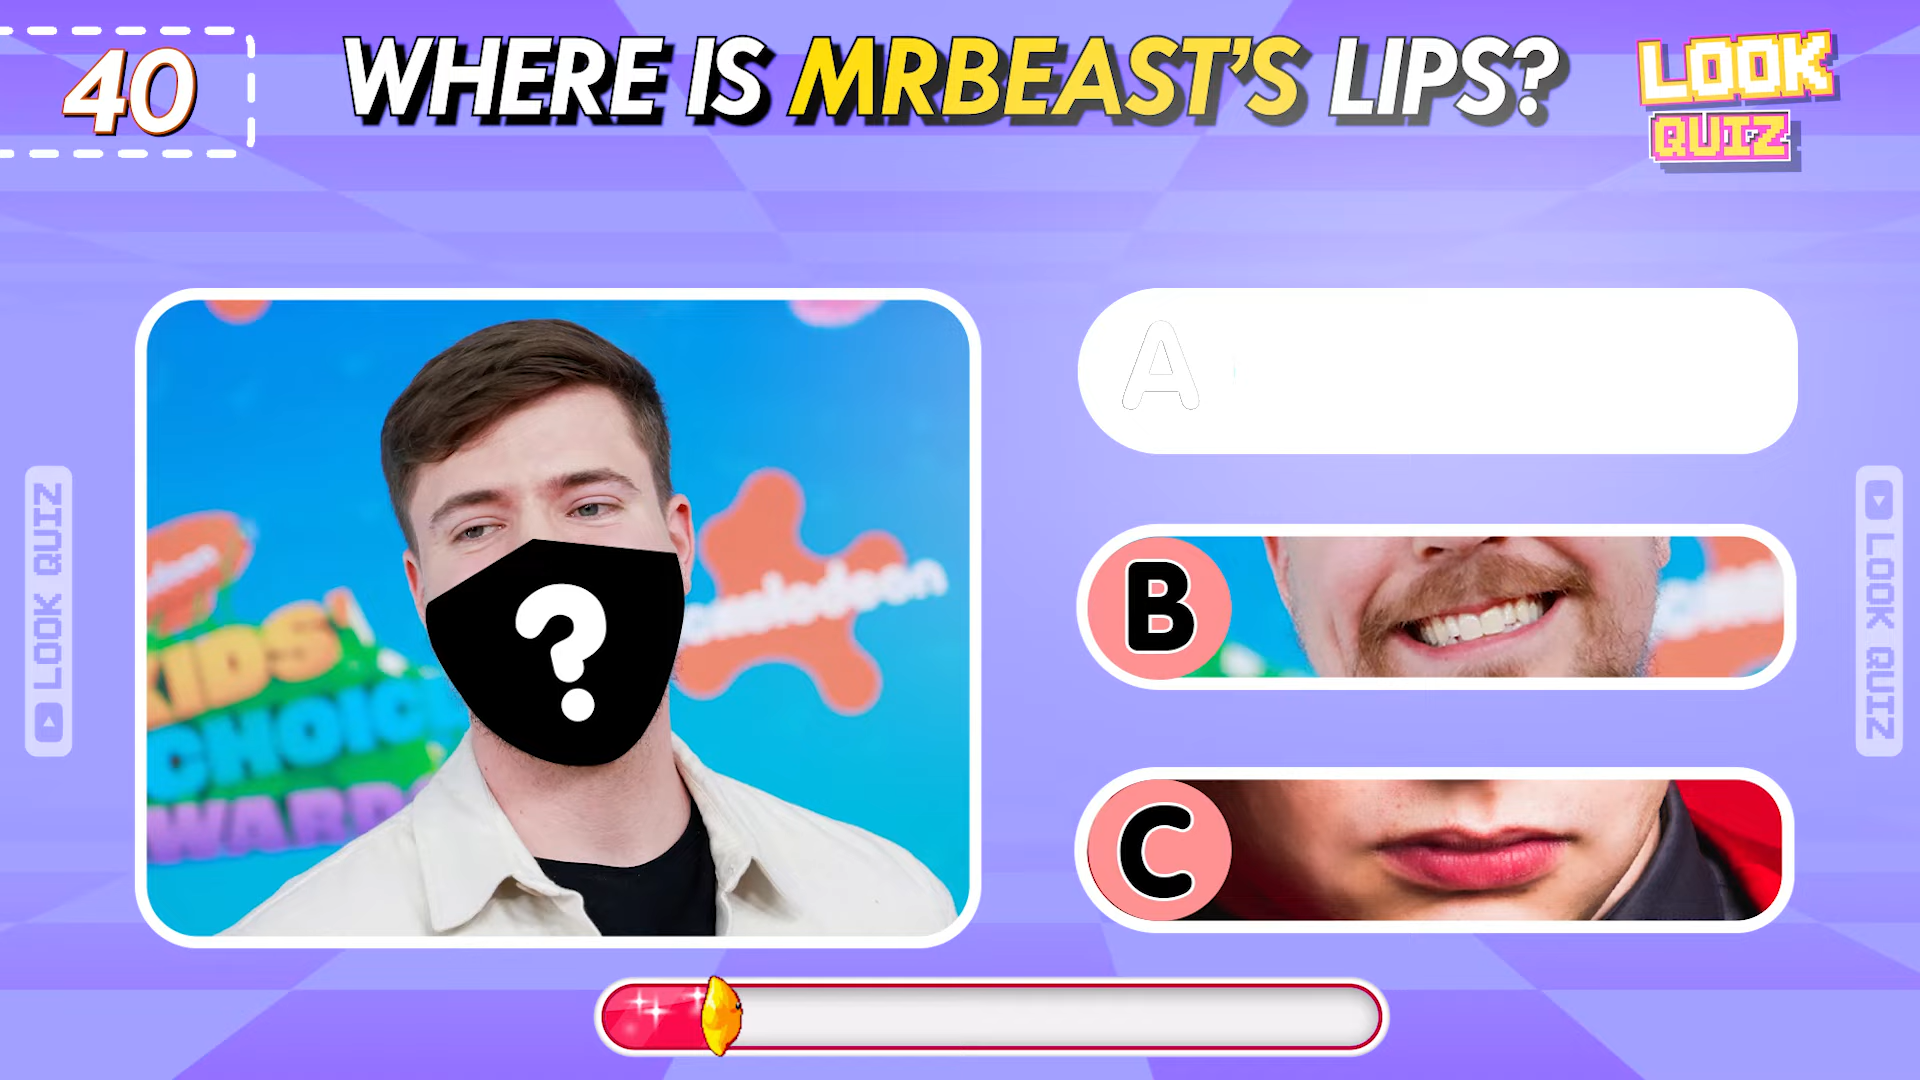 40
WHERE IS MRBEAST'S LIPS?
LOOK
QUIZ
A
B
C
?
KIDS'
CHOICE
LOOK QUIZ
LOOK QUIZ